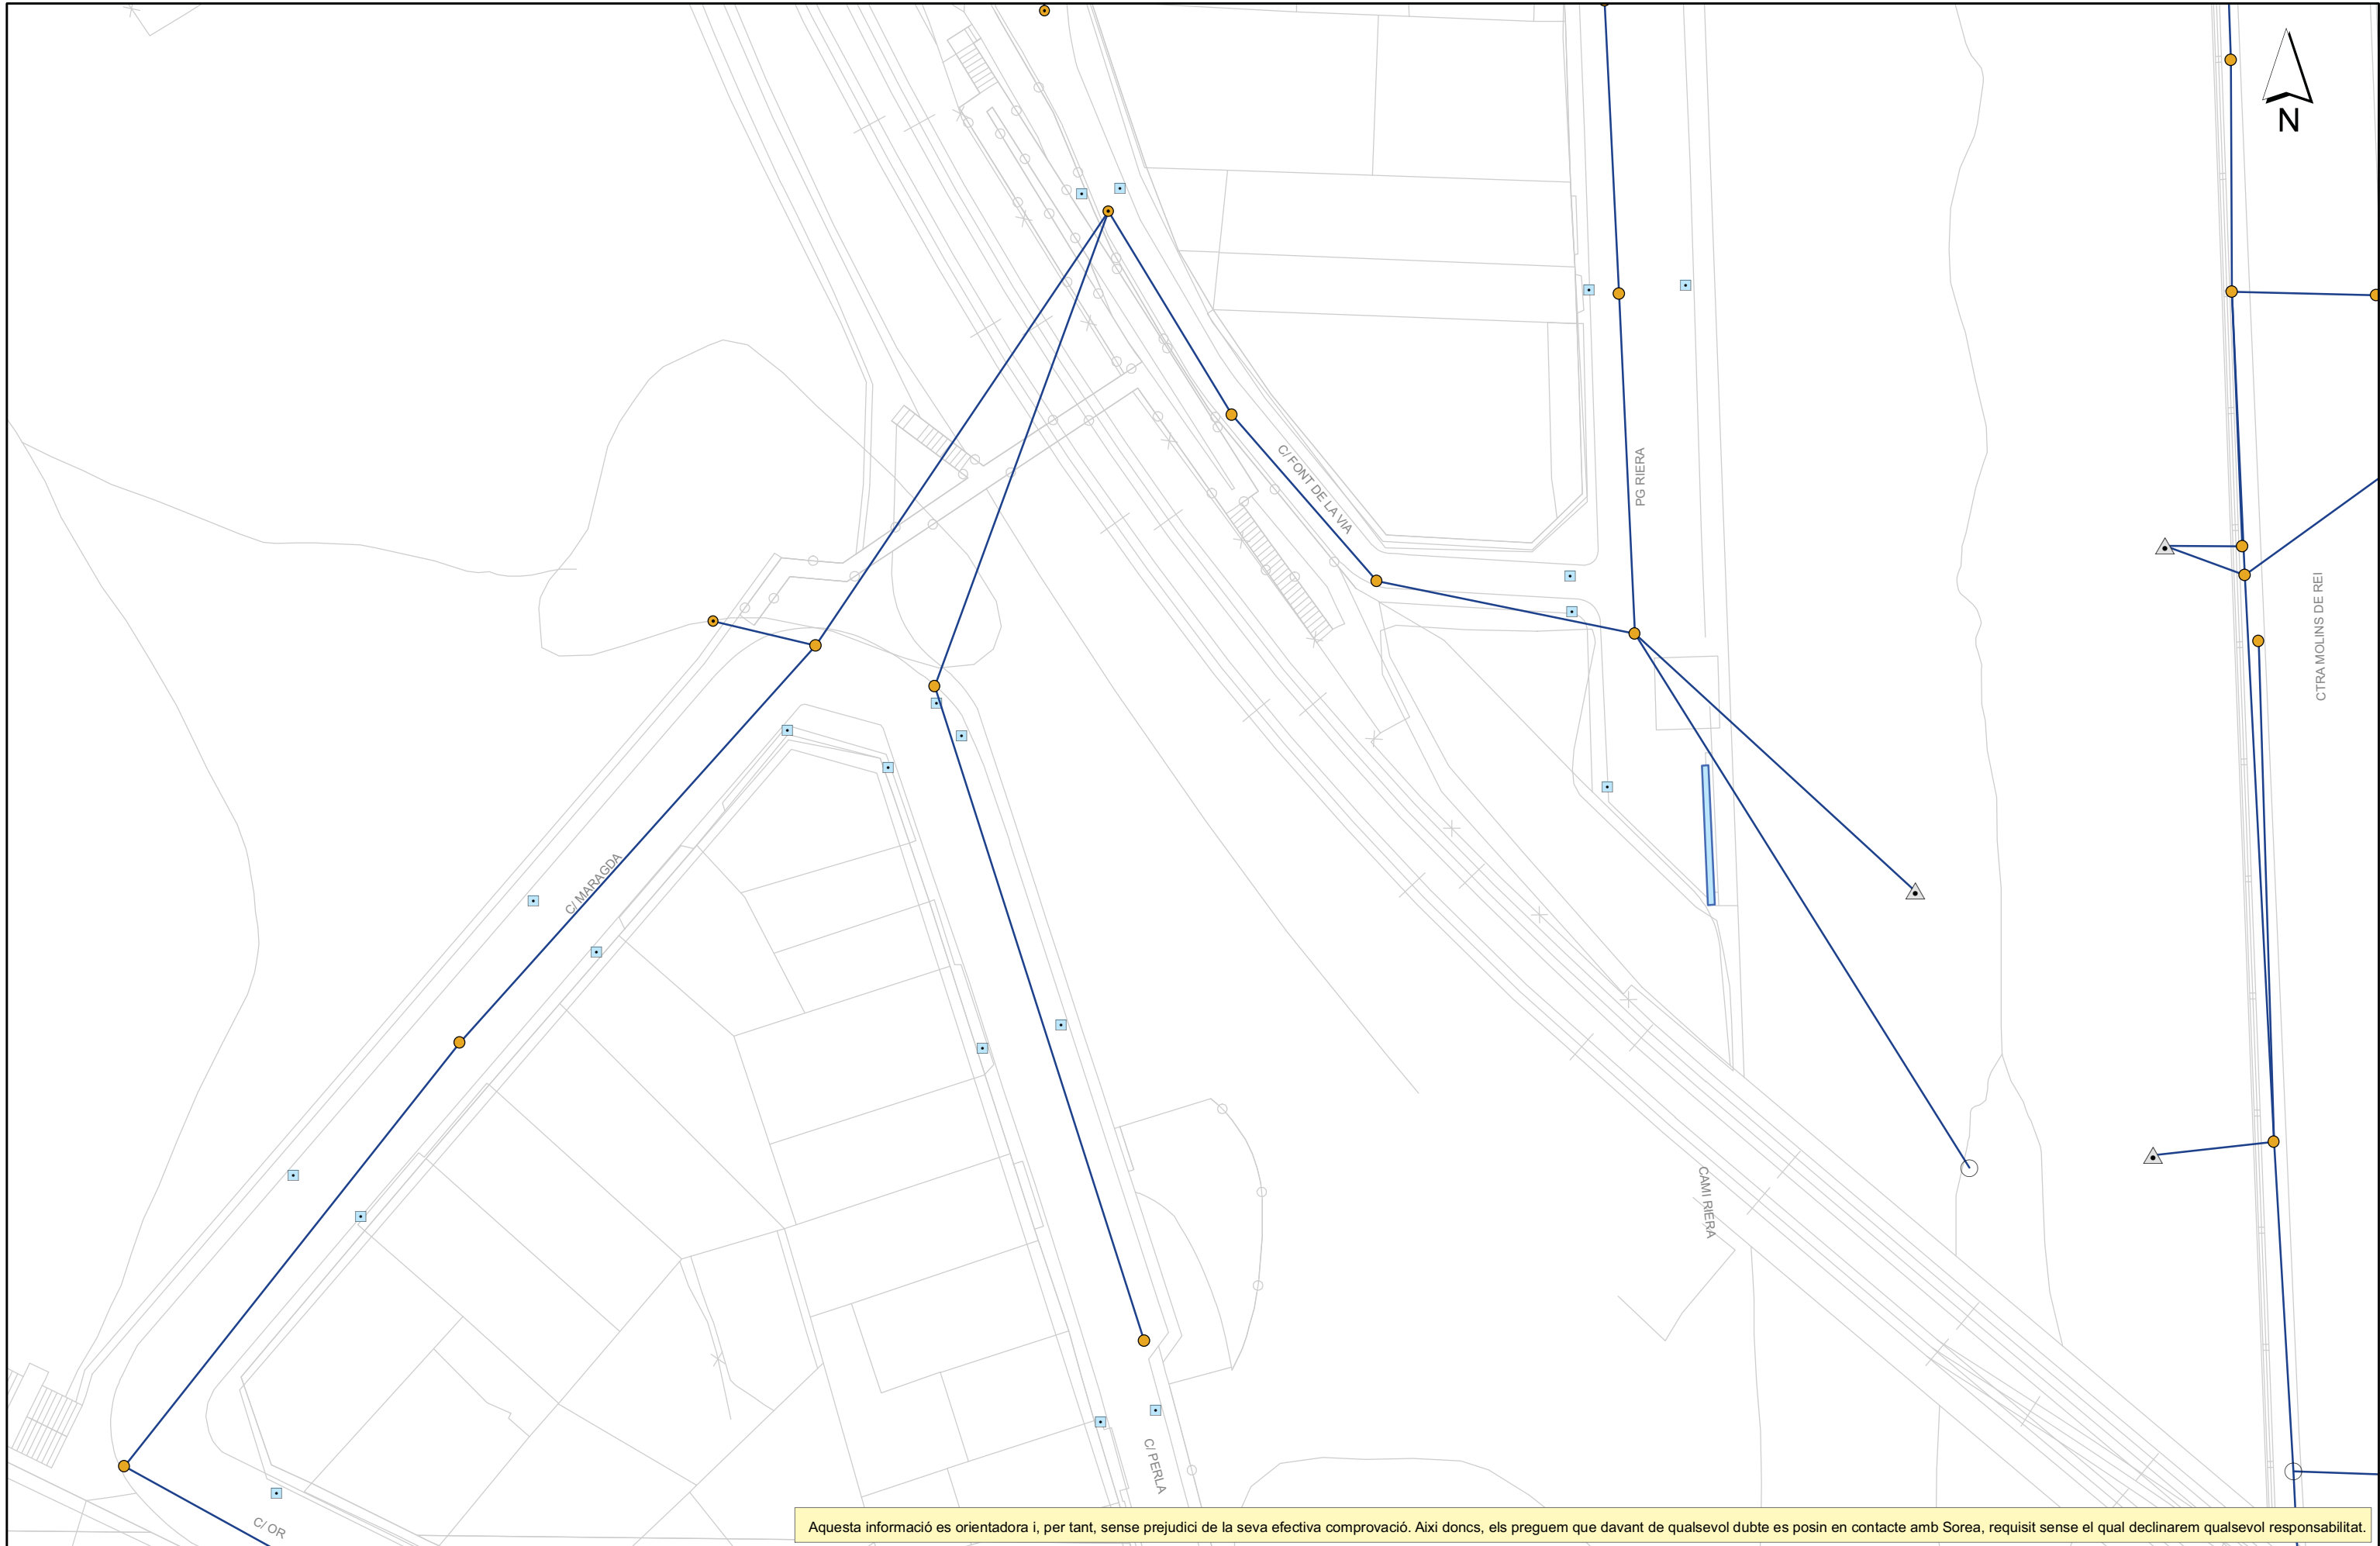 N
C/ FONT DE LA VIA
PG RIERA
CTRA MOLINS DE REI
C/ MARAGDA
CAMI RIERA
C/ PERLA
C/ OR
Aquesta informació es orientadora i, per tant, sense prejudici de la seva efectiva comprovació. Aixi doncs, els preguem que davant de qualsevol dubte es posin en contacte amb Sorea, requisit sense el qual declinarem qualsevol responsabilitat.